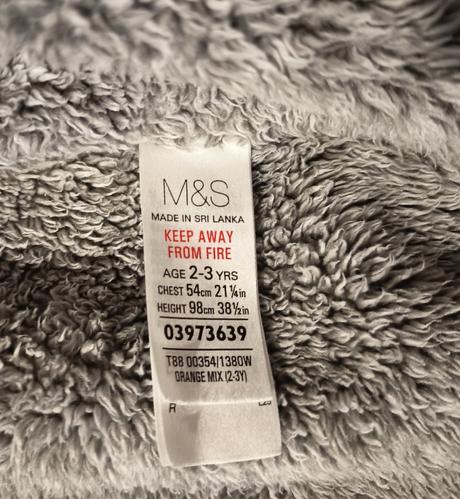 M&S
MADE IN SRI LANKA
KEEP AWAY
FROM FIRE
AGE 2-3 YRS
CHEST 54cm 21¼in
HEIGHT 98cm 38½in
03973639
T88 00354/1380W
ORANGE MIX (2-3Y)
R